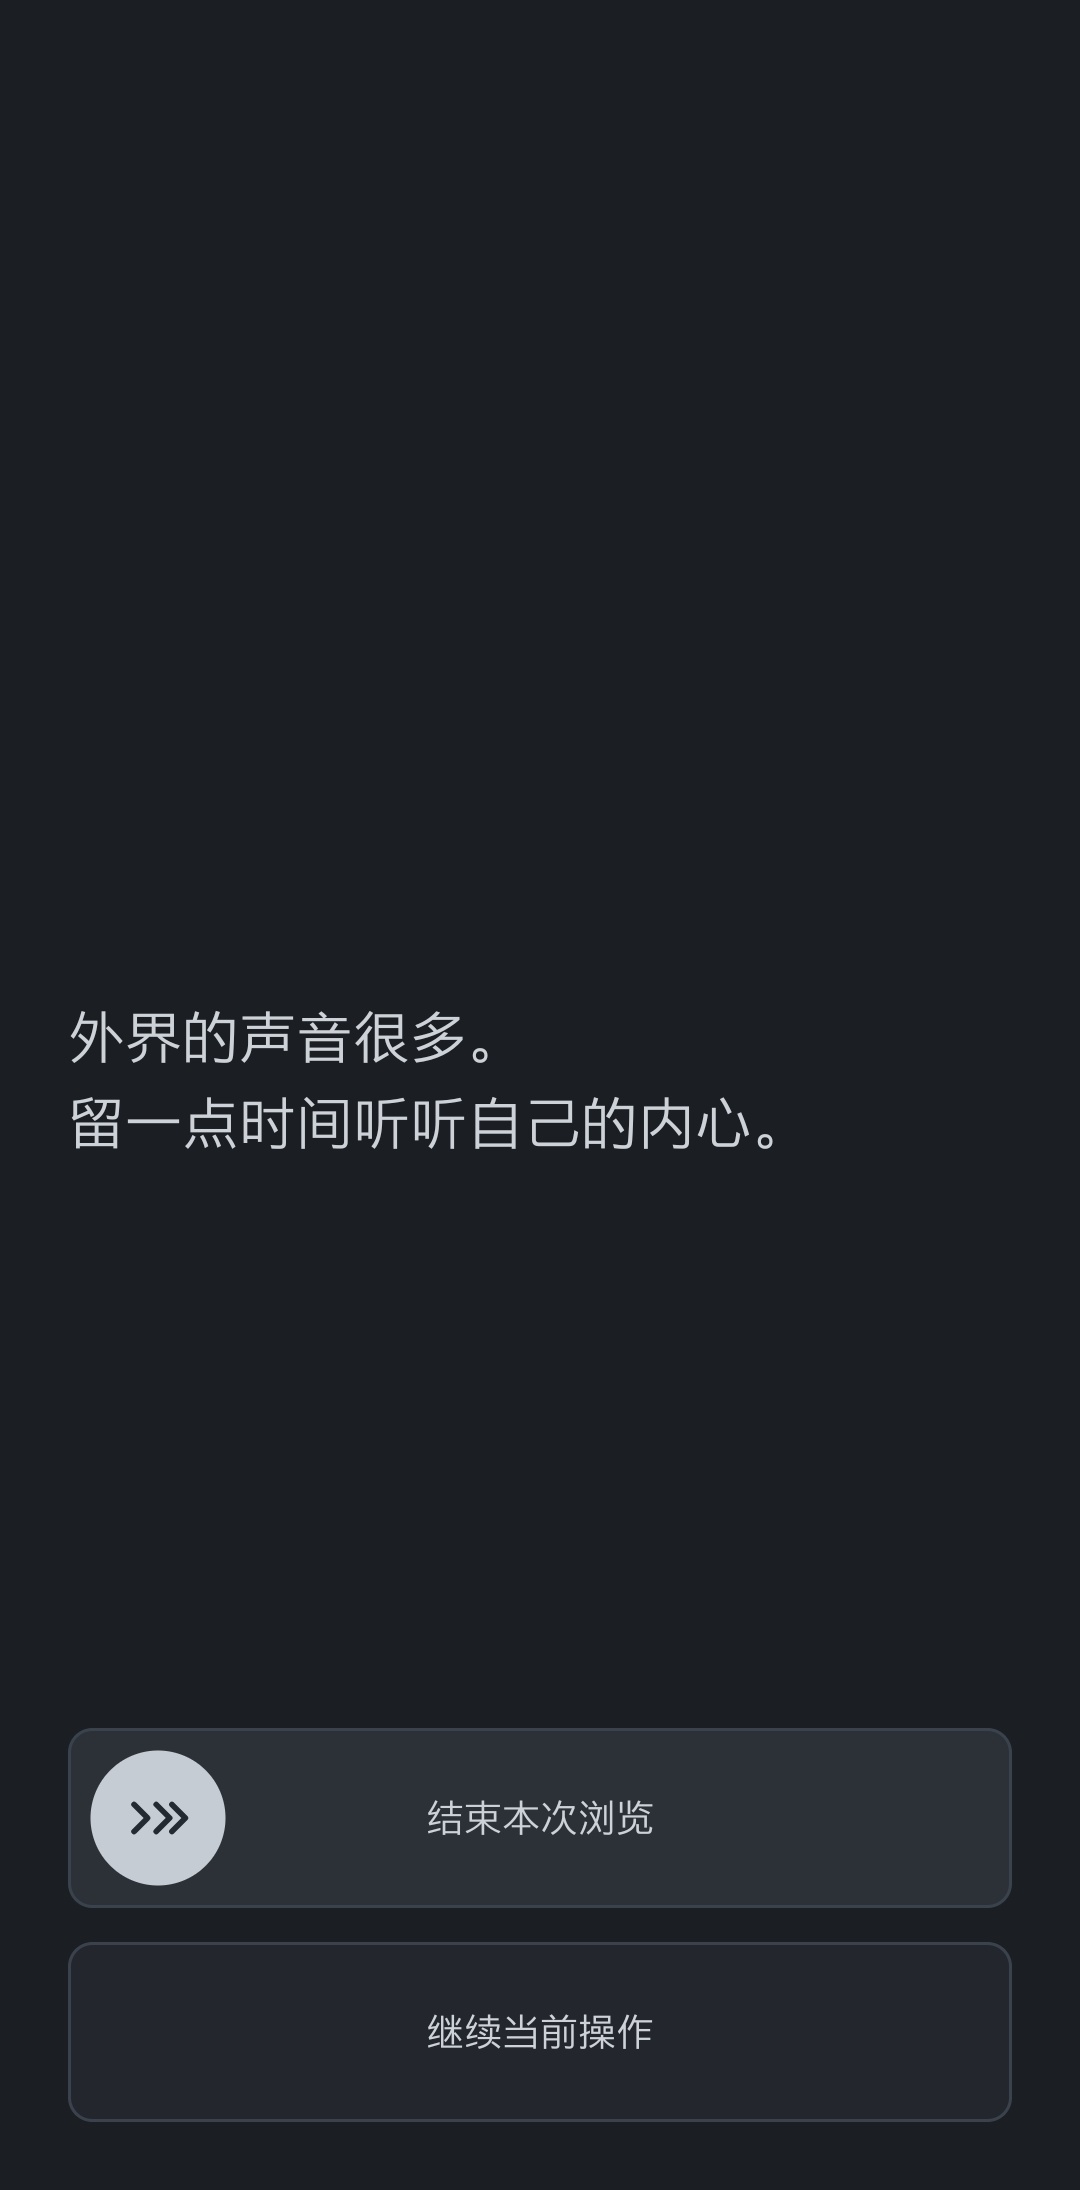 外界的声音很多。
留一点时间听听自己的内心。
结束本次浏览
继续当前操作